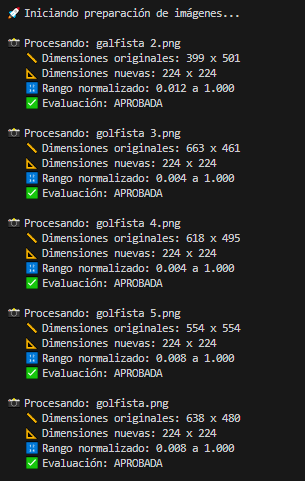 🚀 Iniciando preparación de imágenes...
📸 Procesando: galfista 2.png
📏 Dimensiones originales: 399 x 501
📐 Dimensiones nuevas: 224 x 224
🔢 Rango normalizado: 0.012 a 1.000
✅ Evaluación: APROBADA
📸 Procesando: golfista 3.png
📏 Dimensiones originales: 663 x 461
📐 Dimensiones nuevas: 224 x 224
🔢 Rango normalizado: 0.004 a 1.000
✅ Evaluación: APROBADA
📸 Procesando: golfista 4.png
📏 Dimensiones originales: 618 x 495
📐 Dimensiones nuevas: 224 x 224
🔢 Rango normalizado: 0.004 a 1.000
✅ Evaluación: APROBADA
📸 Procesando: golfista 5.png
📏 Dimensiones originales: 554 x 554
📐 Dimensiones nuevas: 224 x 224
🔢 Rango normalizado: 0.008 a 1.000
✅ Evaluación: APROBADA
📸 Procesando: golfista.png
📏 Dimensiones originales: 638 x 480
📐 Dimensiones nuevas: 224 x 224
🔢 Rango normalizado: 0.008 a 1.000
✅ Evaluación: APROBADA